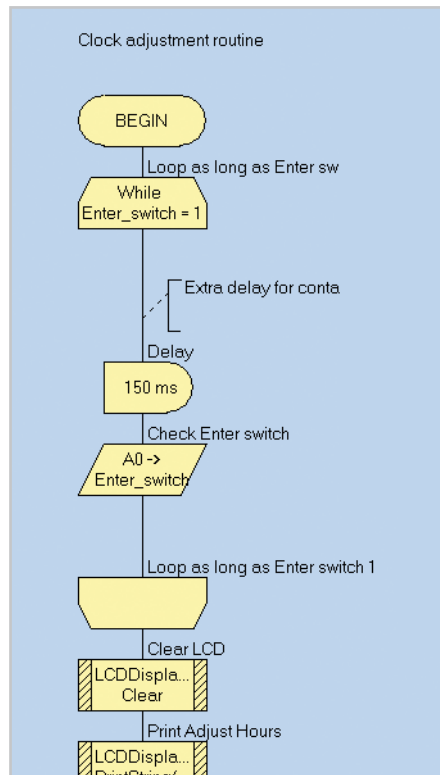 Clock adjustment routine
BEGIN
Loop as long as Enter sw
While
Enter_switch = 1
Extra delay for conta
Delay
150 ms
Check Enter switch
A0 ->
Enter_switch
Loop as long as Enter switch 1
Clear LCD
LCDDispla...
Clear
Print Adjust Hours
LCDDispla...
PrintString(